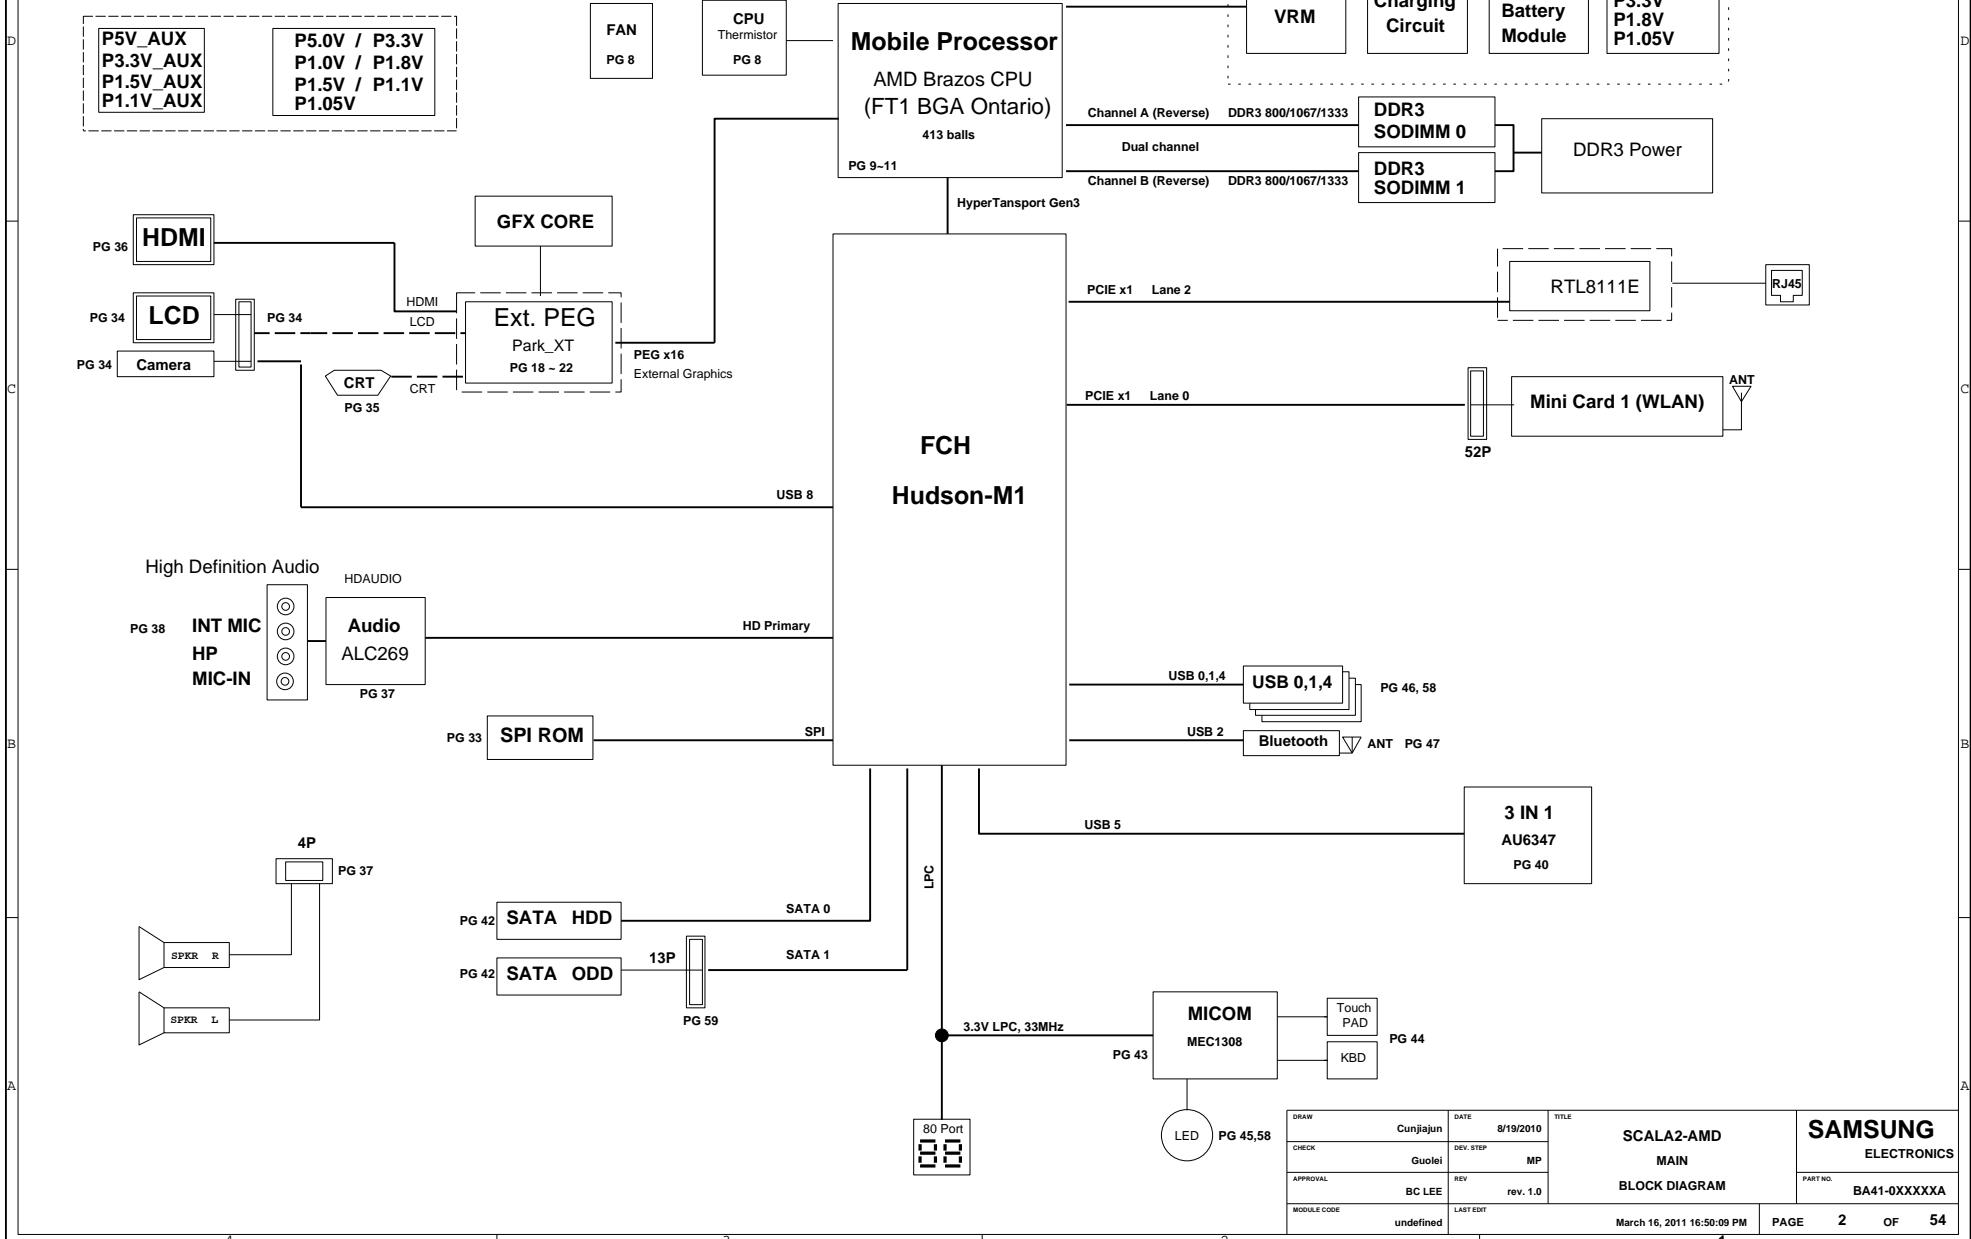 D
D
P5V_AUX
P3.3V_AUX
P1.5V_AUX
P1.1V_AUX
P5.0V / P3.3V
P1.0V / P1.8V
P1.5V / P1.1V
P1.05V
FAN
PG 8
CPU
Thermistor
PG 8
Mobile Processor
AMD Brazos CPU
(FT1 BGA Ontario)
413 balls
PG 9~11
VRM
Charging
Circuit
Battery
Module
P3.3V
P1.8V
P1.05V
Channel A (Reverse) DDR3 800/1067/1333
Dual channel
Channel B (Reverse) DDR3 800/1067/1333
DDR3
SODIMM 0
DDR3
SODIMM 1
DDR3 Power
HyperTansport Gen3
GFX CORE
PG 36 HDMI
PG 34 LCD
PG 34
PG 34 Camera
HDMI
LCD
Ext. PEG
Park_XT
PG 18 ~ 22
PEG x16
External Graphics
CRT
CRT
PG 35
PCIE x1 Lane 2
RTL8111E
RJ45
C
C
PCIE x1 Lane 0
52P
Mini Card 1 (WLAN)
ANT
FCH
Hudson-M1
USB 8
High Definition Audio
HDAUDIO
PG 38
INT MIC
HP
MIC-IN
Audio
ALC269
PG 37
HD Primary
PG 33 SPI ROM
SPI
USB 0,1,4
USB 0,1,4
PG 46, 58
USB 2
Bluetooth
ANT PG 47
B
B
USB 5
3 IN 1
AU6347
PG 40
4P
PG 37
SPKR R
SPKR L
LPC
PG 42 SATA HDD
SATA 0
PG 42 SATA ODD
13P
SATA 1
PG 59
3.3V LPC, 33MHz
PG 43
MICOM
MEC1308
Touch
PAD
KBD
PG 44
LED
PG 45,58
80 Port
88
A
A
DRAW
Cunjiajun
DATE
8/19/2010
TITLE
SCALA2-AMD
MAIN
BLOCK DIAGRAM
SAMSUNG
ELECTRONICS
CHECK
Guolei
DEV. STEP
MP
APPROVAL
BC LEE
REV
rev. 1.0
PART NO.
BA41-0XXXXXA
MODULE CODE
undefined
LAST EDIT
March 16, 2011 16:50:09 PM
PAGE 2 OF 54